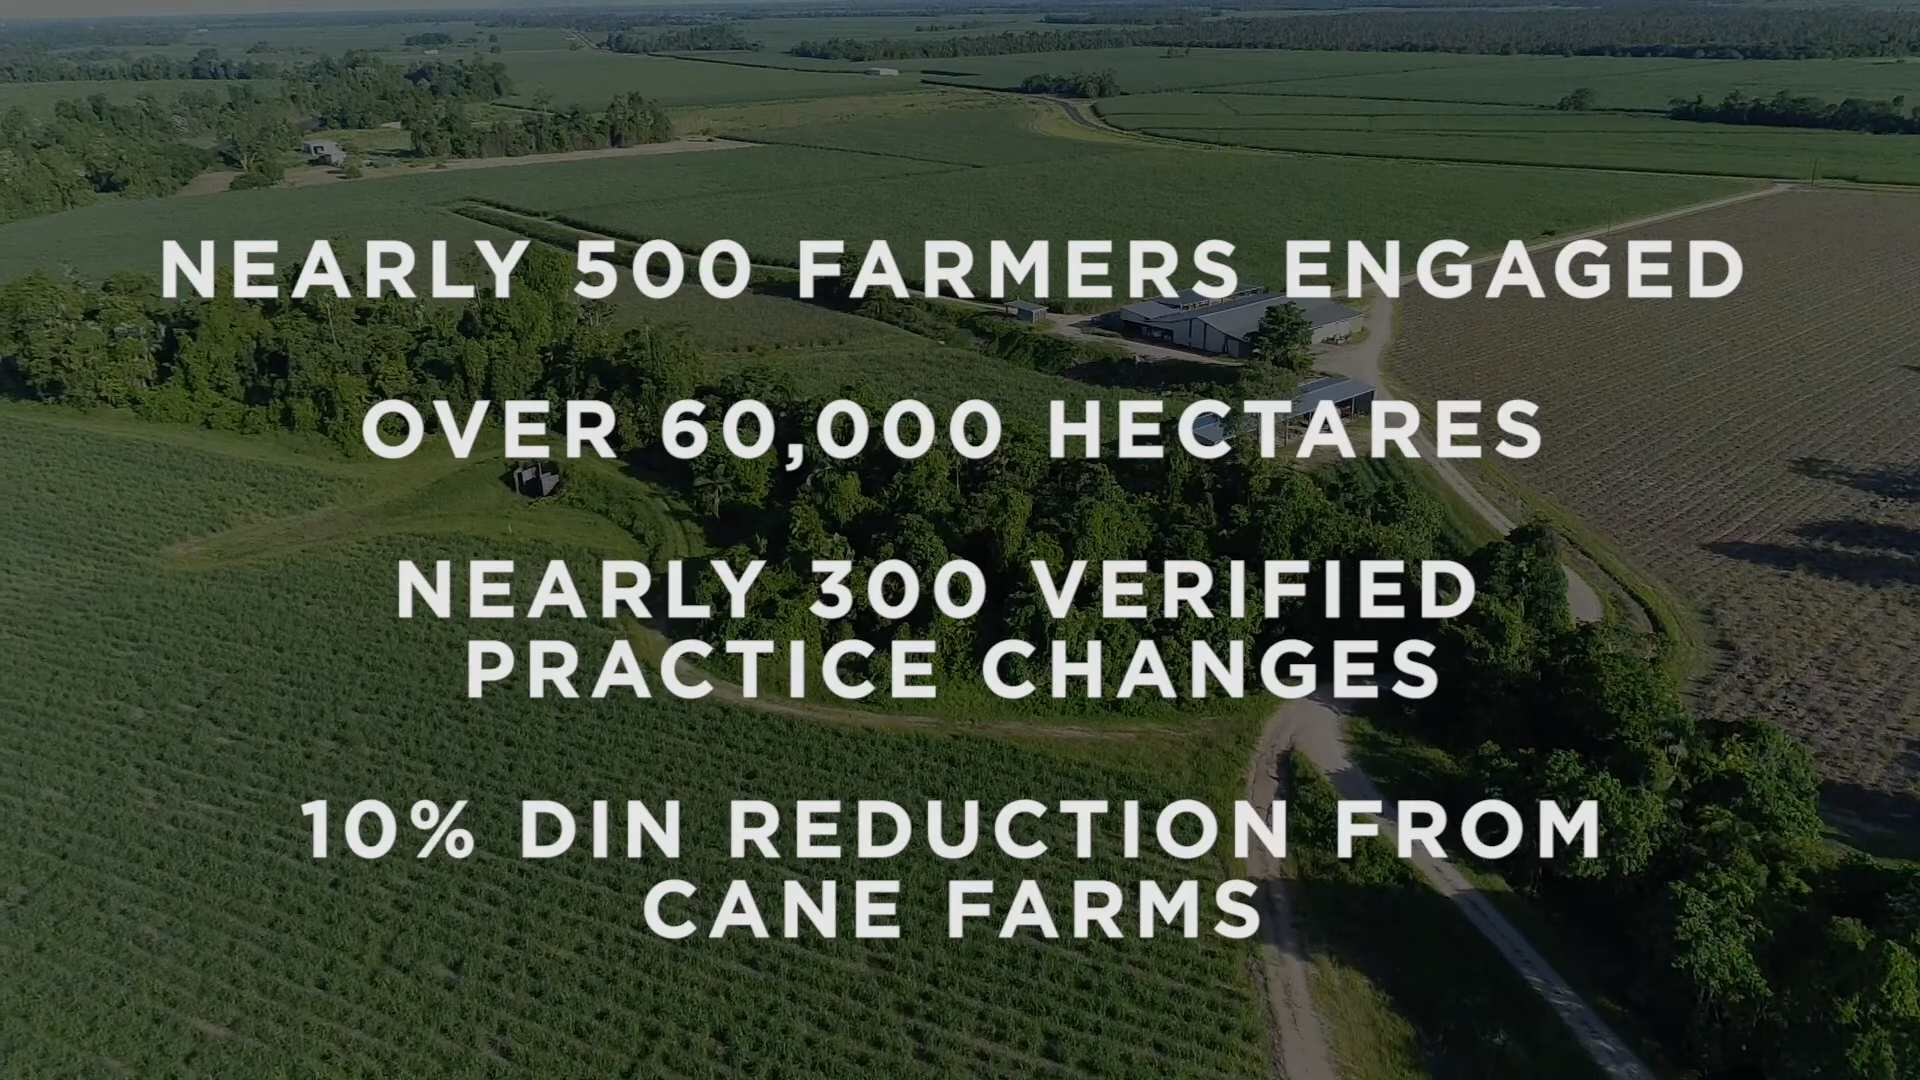 NEARLY 500 FARMERS ENGAGED
OVER 60,000 HECTARES
NEARLY 300 VERIFIED
PRACTICE CHANGES
10% DIN REDUCTION FROM
CANE FARMS